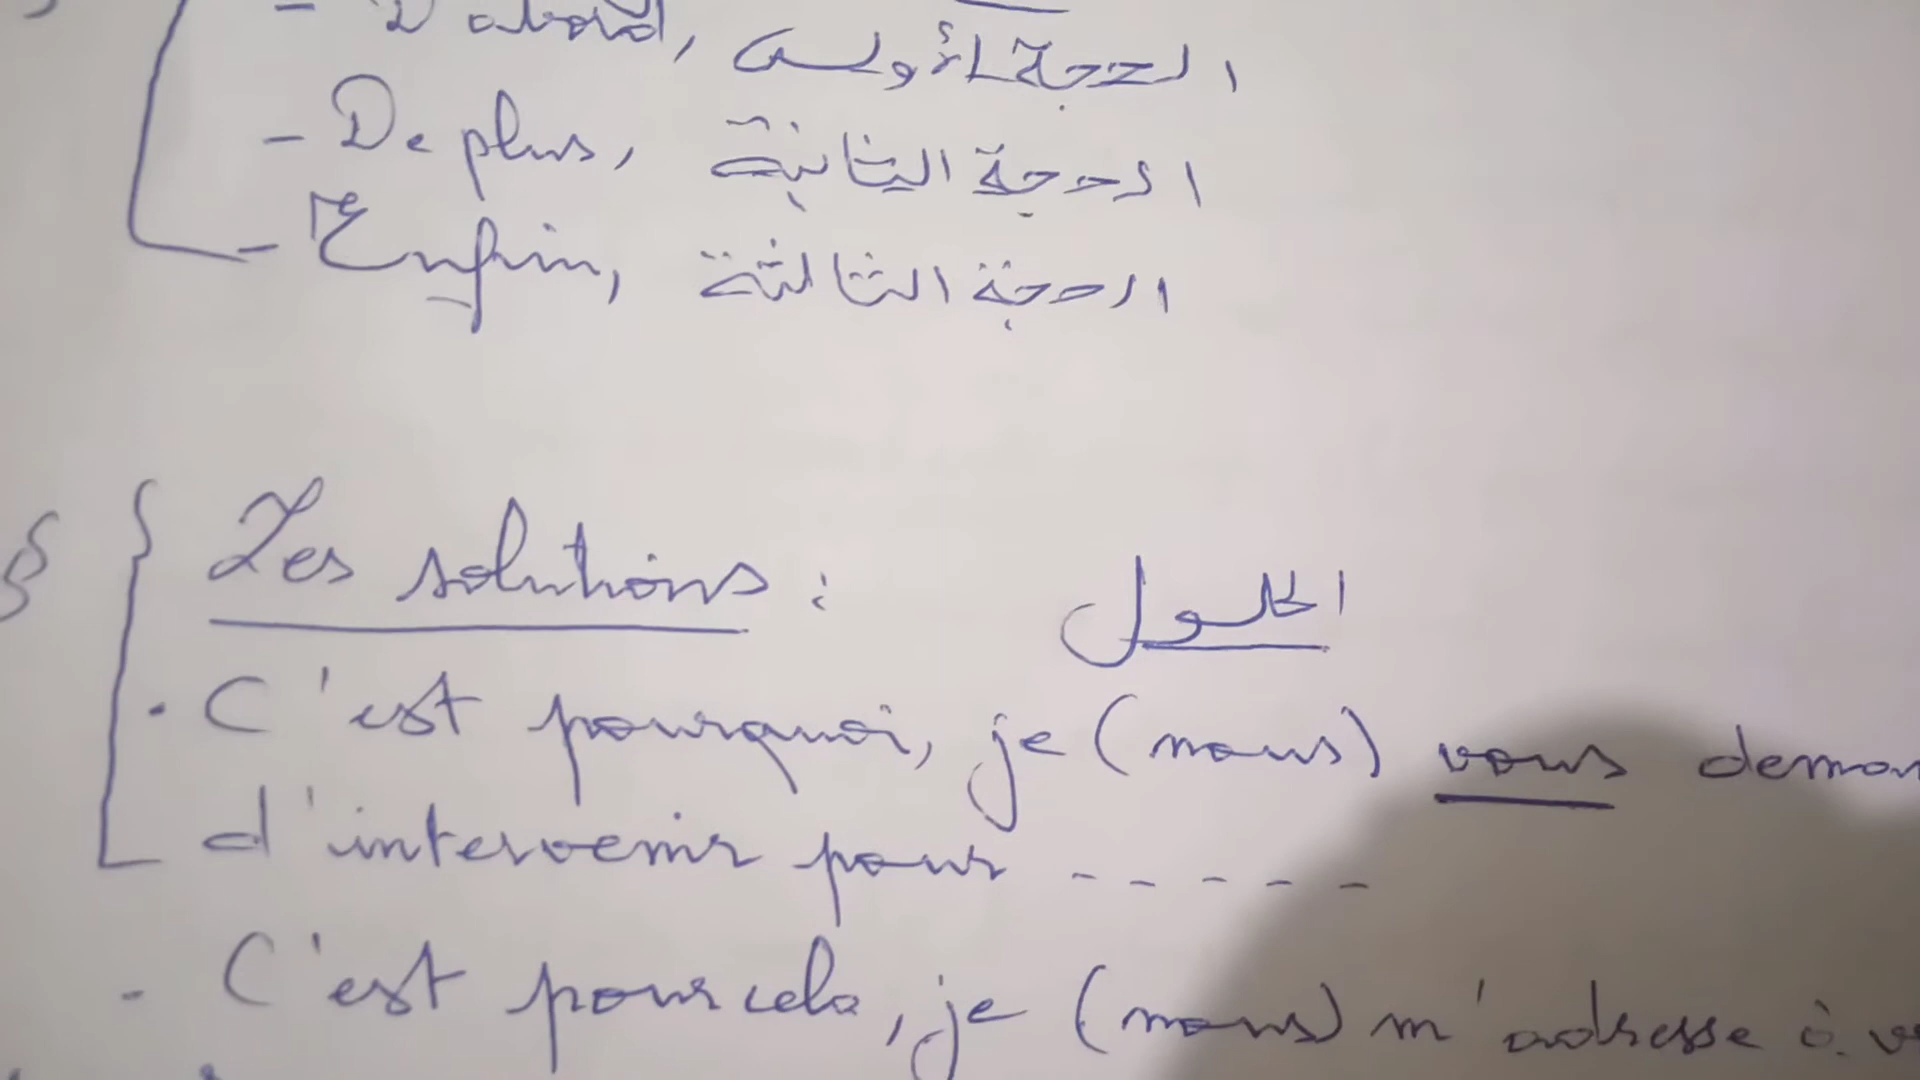 - D'abord, الحجة الأولى
- De plus, الحجة الثانية
- Enfin, الحجة الثالثة
§ { Les solutions : الحلول
. C'est pourquoi, je (nous) vous deman
d'intervenir pour - - - - -
- C'est pour cela, je (nous) m'adresse à v